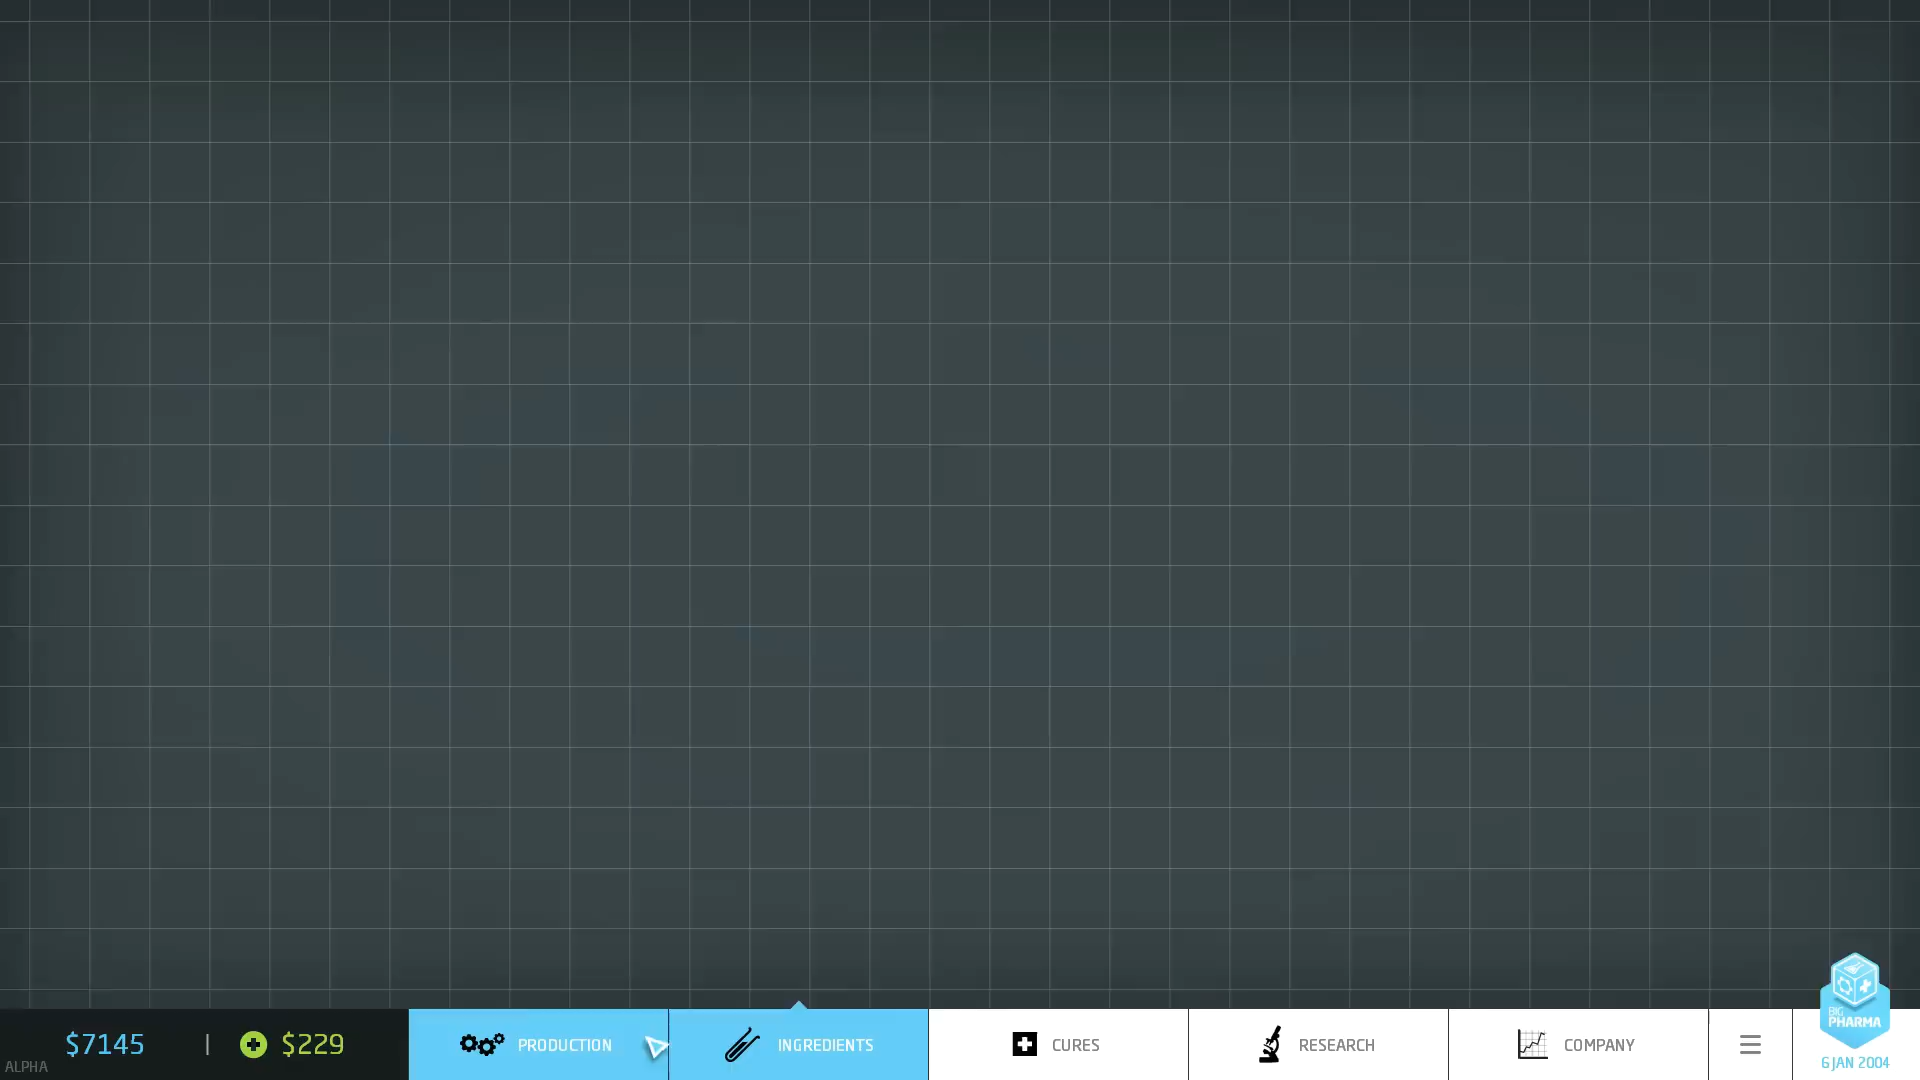 $7145 | $229
PRODUCTION
INGREDIENTS
CURES
RESEARCH
COMPANY
BIG
PHARMA
6 JAN 2004
ALPHA